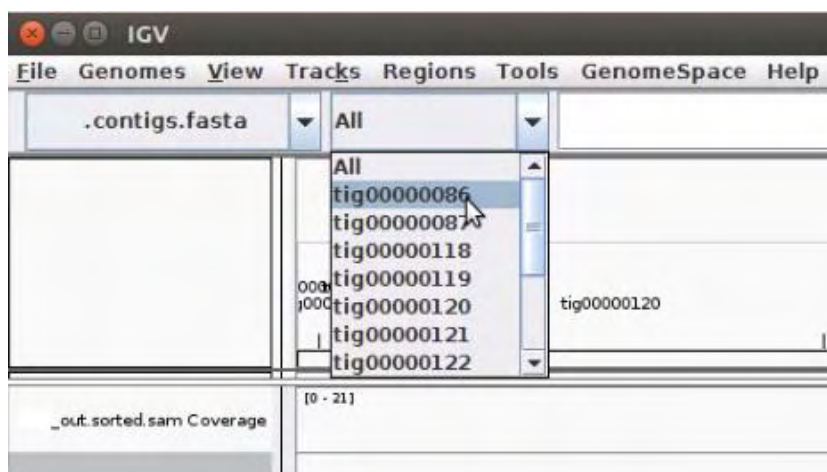 IGV
File Genomes View Tracks Regions Tools GenomeSpace Help
.contigs.fasta
All
All
tig00000086
tig00000087
tig00000118
tig00000119
tig00000120
tig00000121
tig00000122
tig00000120
[0 - 21]
_out.sorted.sam Coverage